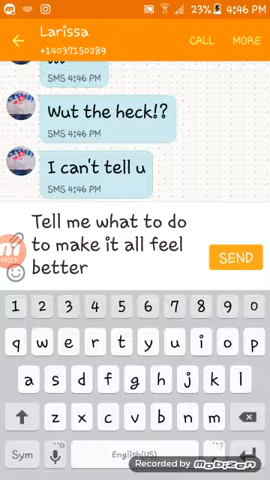 23% 4:46 PM
Larissa
+14037150289
CALL MORE
SMS 4:46 PM
Wut the heck!?
SMS 4:46 PM
I can't tell u
SMS 4:46 PM
Tell me what to do
to make it all feel
better
SEND
1 2 3 4 5 6 7 8 9 0
q w e r t y u i o p
a s d f g h j k l
z x c v b n m
Sym English(US)
Recorded by Mobizen